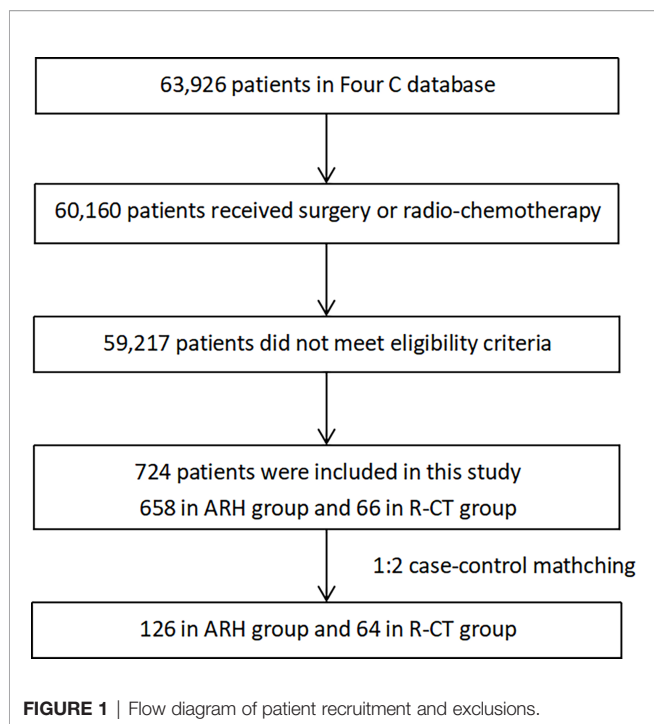 63,926 patients in Four C database
60,160 patients received surgery or radio-chemotherapy
59,217 patients did not meet eligibility criteria
724 patients were included in this study
658 in ARH group and 66 in R-CT group
1:2 case-control mathching
126 in ARH group and 64 in R-CT group
FIGURE 1 | Flow diagram of patient recruitment and exclusions.